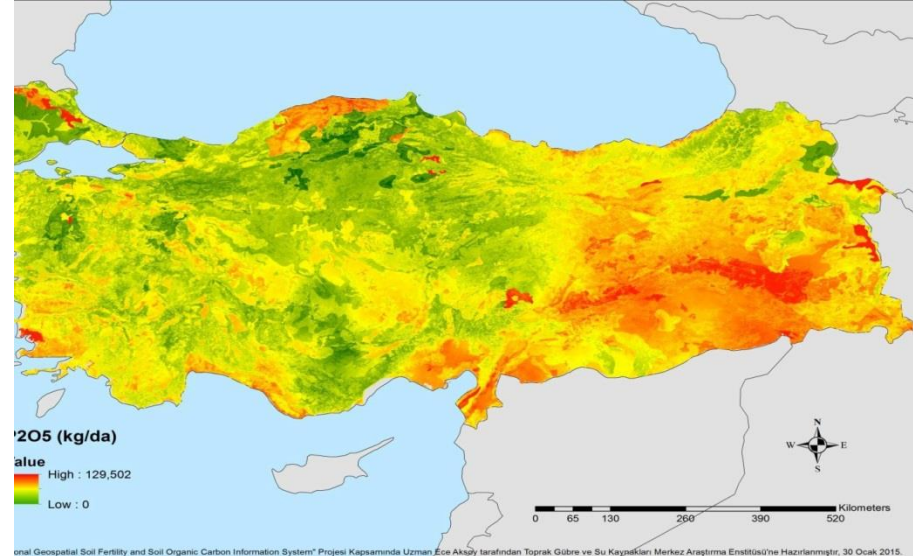 N
W E
S
'2O5 (kg/da)
alue
High : 129,502
Low : 0
Kilometers
0 65 130 260 390 520
onal Geospatial Soil Fertility and Soil Organic Carbon Information System" Projesi Kapsamında Uzman Ece Aksoy tarafından Toprak Gübre ve Su Kaynakları Merkez Araştırma Enstitüsü'ne Hazırlanmıştır, 30 Ocak 2015.